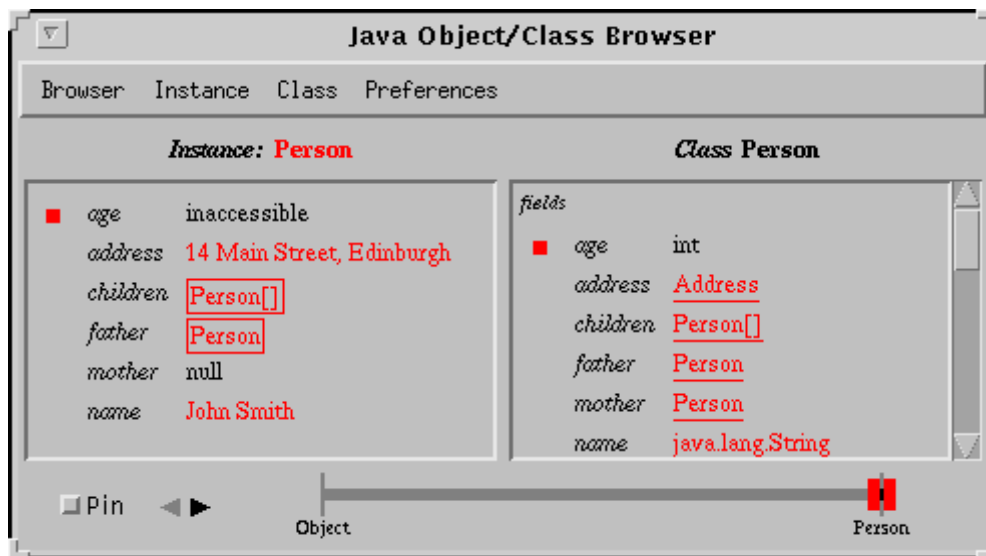 Java Object/Class Browser
Browser Instance Class Preferences
Instance: Person
age inaccessible
address 14 Main Street, Edinburgh
children Person[]
father Person
mother null
name John Smith
Class Person
fields
age int
address Address
children Person[]
father Person
mother Person
name java.lang.String
Pin
Object Person